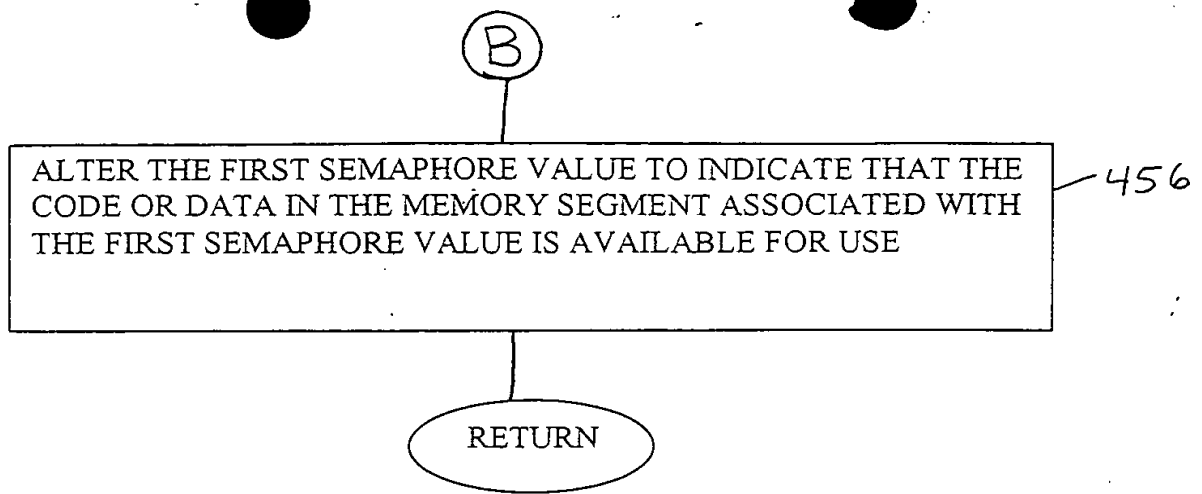 B
ALTER THE FIRST SEMAPHORE VALUE TO INDICATE THAT THE
CODE OR DATA IN THE MEMORY SEGMENT ASSOCIATED WITH
THE FIRST SEMAPHORE VALUE IS AVAILABLE FOR USE
456
RETURN